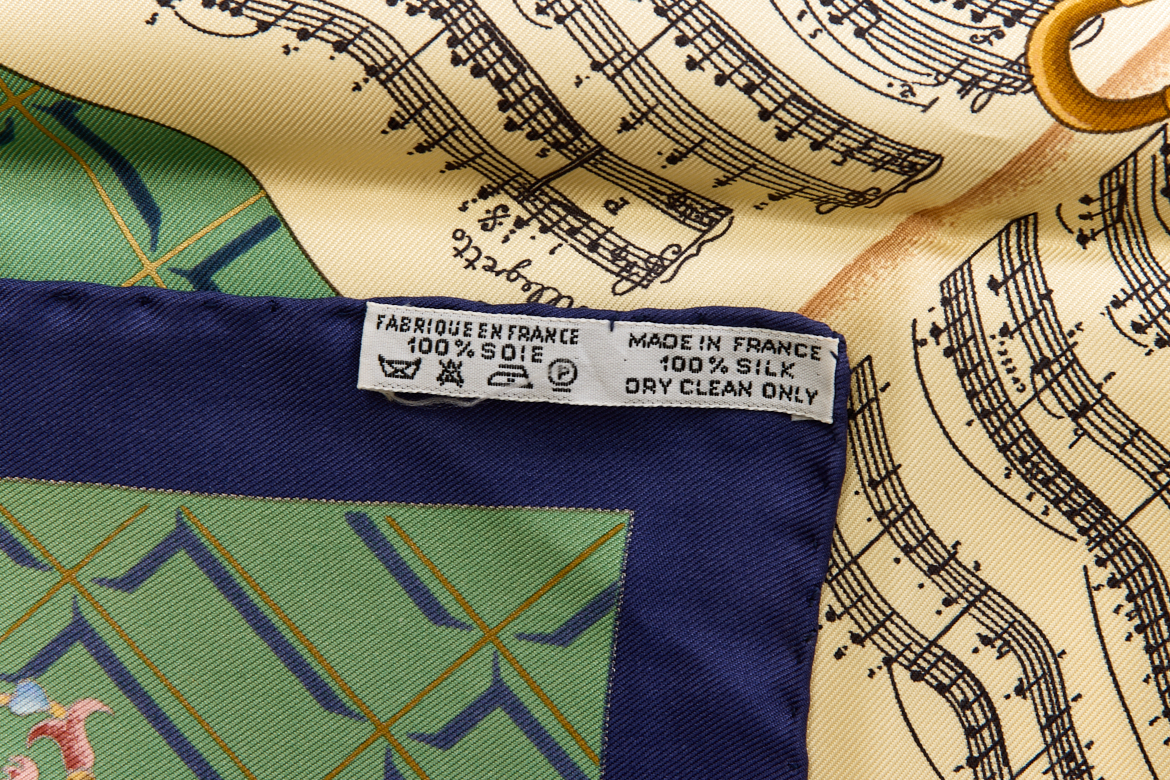 FABRIQUE EN FRANCE
100% SOIE
P
MADE IN FRANCE
100% SILK
DRY CLEAN ONLY